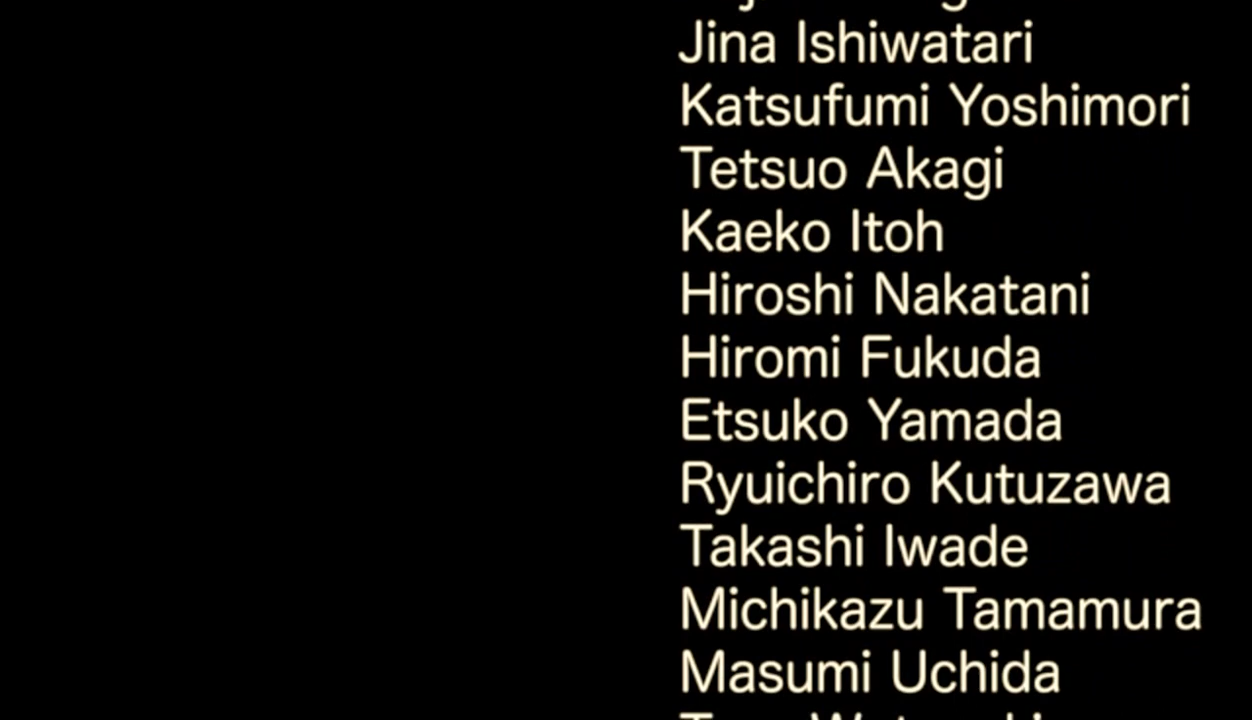 Jina Ishiwatari
Katsufumi Yoshimori
Tetsuo Akagi
Kaeko Itoh
Hiroshi Nakatani
Hiromi Fukuda
Etsuko Yamada
Ryuichiro Kutuzawa
Takashi Iwade
Michikazu Tamamura
Masumi Uchida